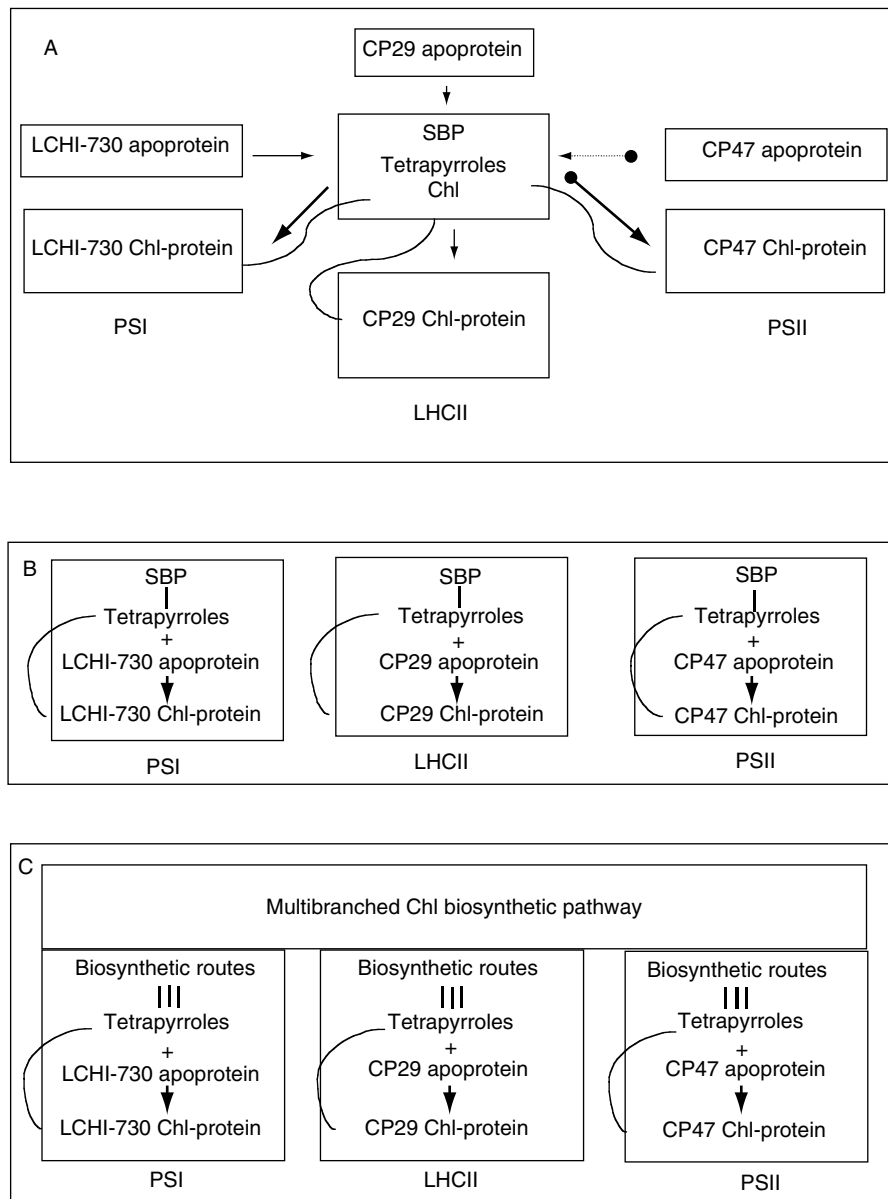 A
CP29 apoprotein
SBP
LCHI-730 apoprotein
Tetrapyrroles
CP47 apoprotein
Chl
LCHI-730 Chl-protein
CP47 Chl-protein
CP29 Chl-protein
PSI
PSII
LHCII
B
SBP
Tetrapyrroles
+
LCHI-730 apoprotein
LCHI-730 Chl-protein
PSI
SBP
Tetrapyrroles
+
CP29 apoprotein
CP29 Chl-protein
LHCII
SBP
Tetrapyrroles
+
CP47 apoprotein
CP47 Chl-protein
PSII
C
Multibranched Chl biosynthetic pathway
Biosynthetic routes
Tetrapyrroles
+
LCHI-730 apoprotein
LCHI-730 Chl-protein
PSI
Biosynthetic routes
Tetrapyrroles
+
CP29 apoprotein
CP29 Chl-protein
LHCII
Biosynthetic routes
Tetrapyrroles
+
CP47 apoprotein
CP47 Chl-protein
PSII